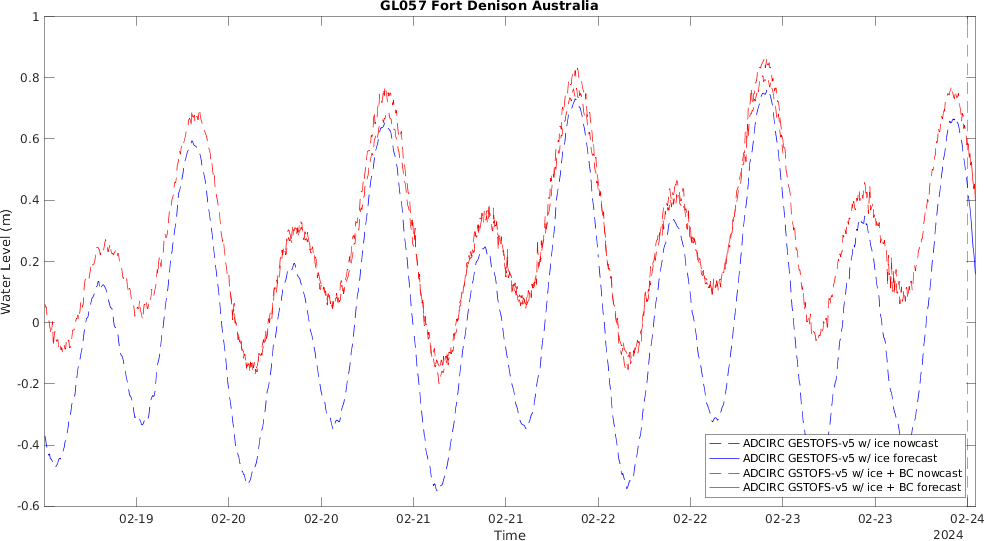 GL057 Fort Denison Australia
1
0.8
0.6
0.4
0.2
0
-0.2
-0.4
-0.6
Water Level (m)
ADCIRC GESTOFS-v5 w/ ice nowcast
ADCIRC GESTOFS-v5 w/ ice forecast
ADCIRC GSTOFS-v5 w/ ice + BC nowcast
ADCIRC GSTOFS-v5 w/ ice + BC forecast
02-19 02-20 02-20 02-21 02-21 02-22 02-22 02-23 02-23 02-24
Time
2024